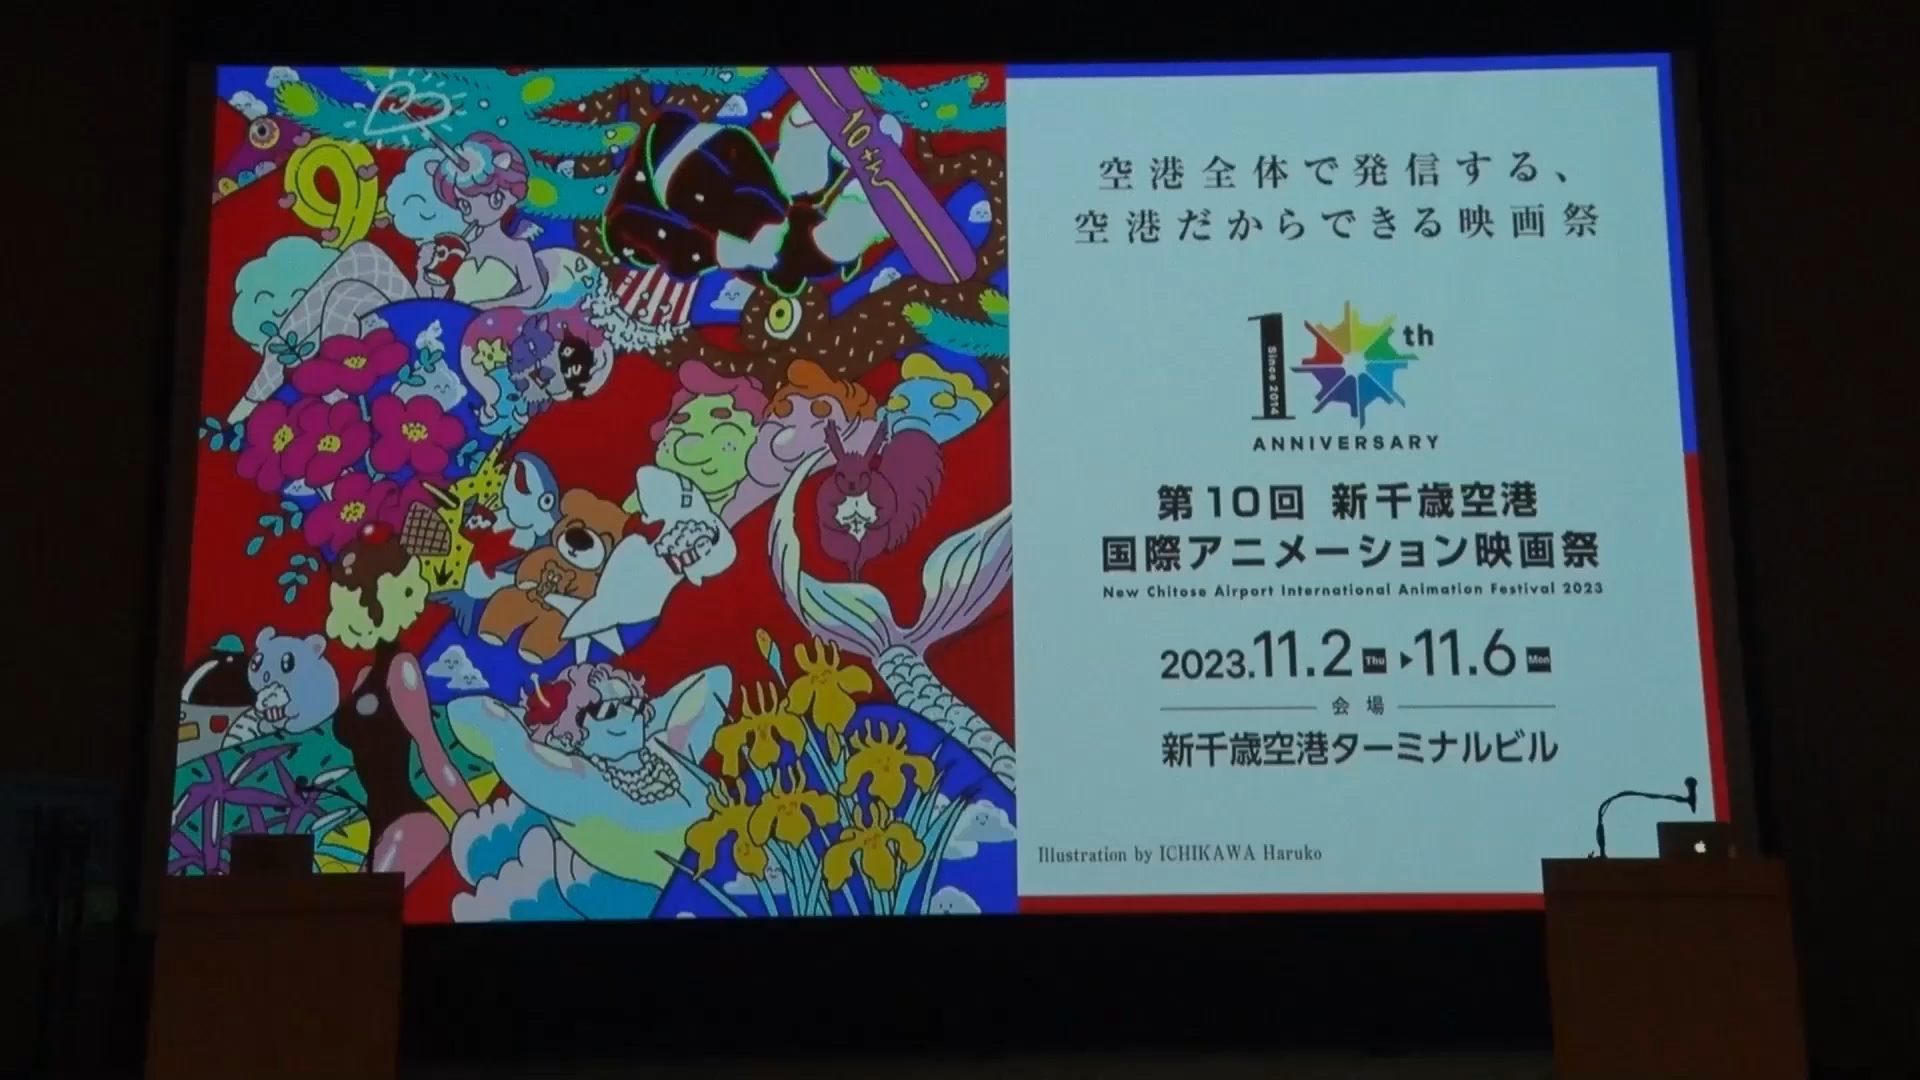 空港全体で発信する、
空港だからできる映画祭
10th
Since 2014
ANNIVERSARY
第10回 新千歳空港
国際アニメーション映画祭
New Chitose Airport International Animation Festival 2023
2023.11.2 Thu ▸ 11.6 Mon
会場
新千歳空港ターミナルビル
Illustration by ICHIKAWA Haruko